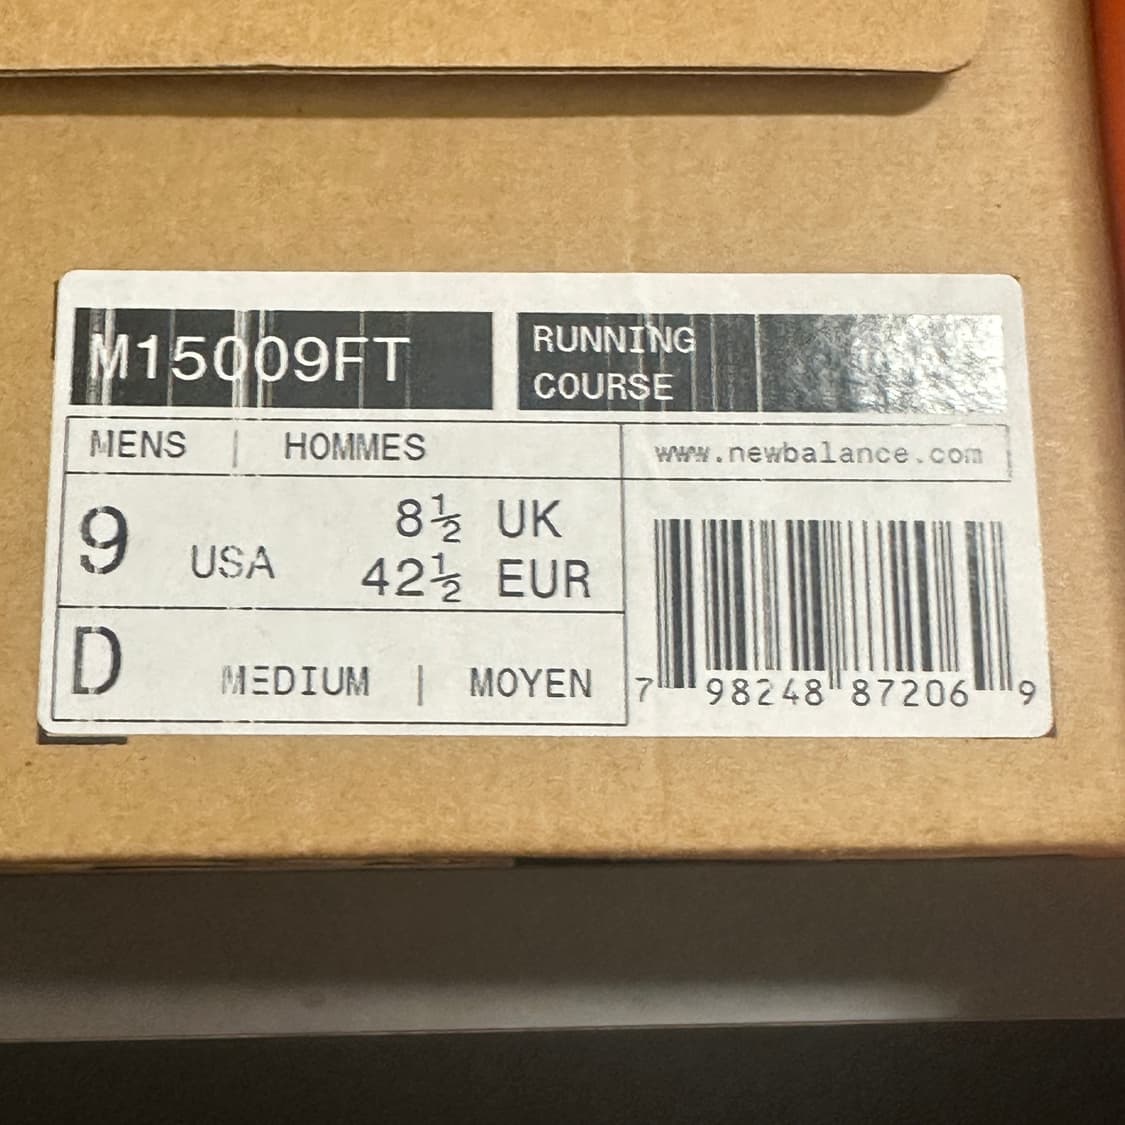 M15009FT
RUNNING
COURSE
MENS | HOMMES
www.newbalance.com
9 USA
8½ UK
42½ EUR
D MEDIUM | MOYEN
7 98248 87206 9